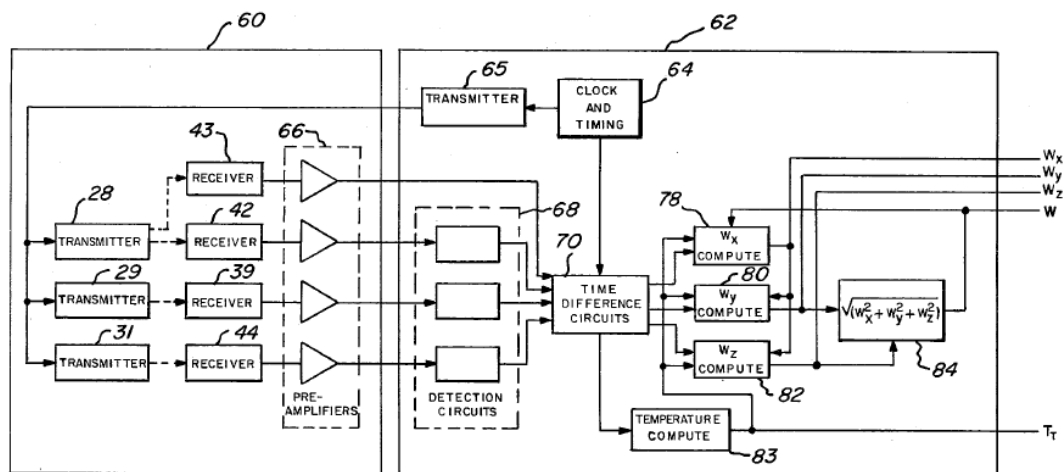 60
62
65
64
TRANSMITTER
CLOCK
AND
TIMING
66
43
RECEIVER
28
42
68
TRANSMITTER
RECEIVER
29
39
TRANSMITTER
RECEIVER
31
44
TRANSMITTER
RECEIVER
PRE-
AMPLIFIERS
DETECTION
CIRCUITS
70
TIME
DIFFERENCE
CIRCUITS
78
Wx
COMPUTE
80
Wy
COMPUTE
Wz
COMPUTE
82
√(Wx²+Wy²+Wz²)
84
TEMPERATURE
COMPUTE
83
Wx
Wy
Wz
W
TT